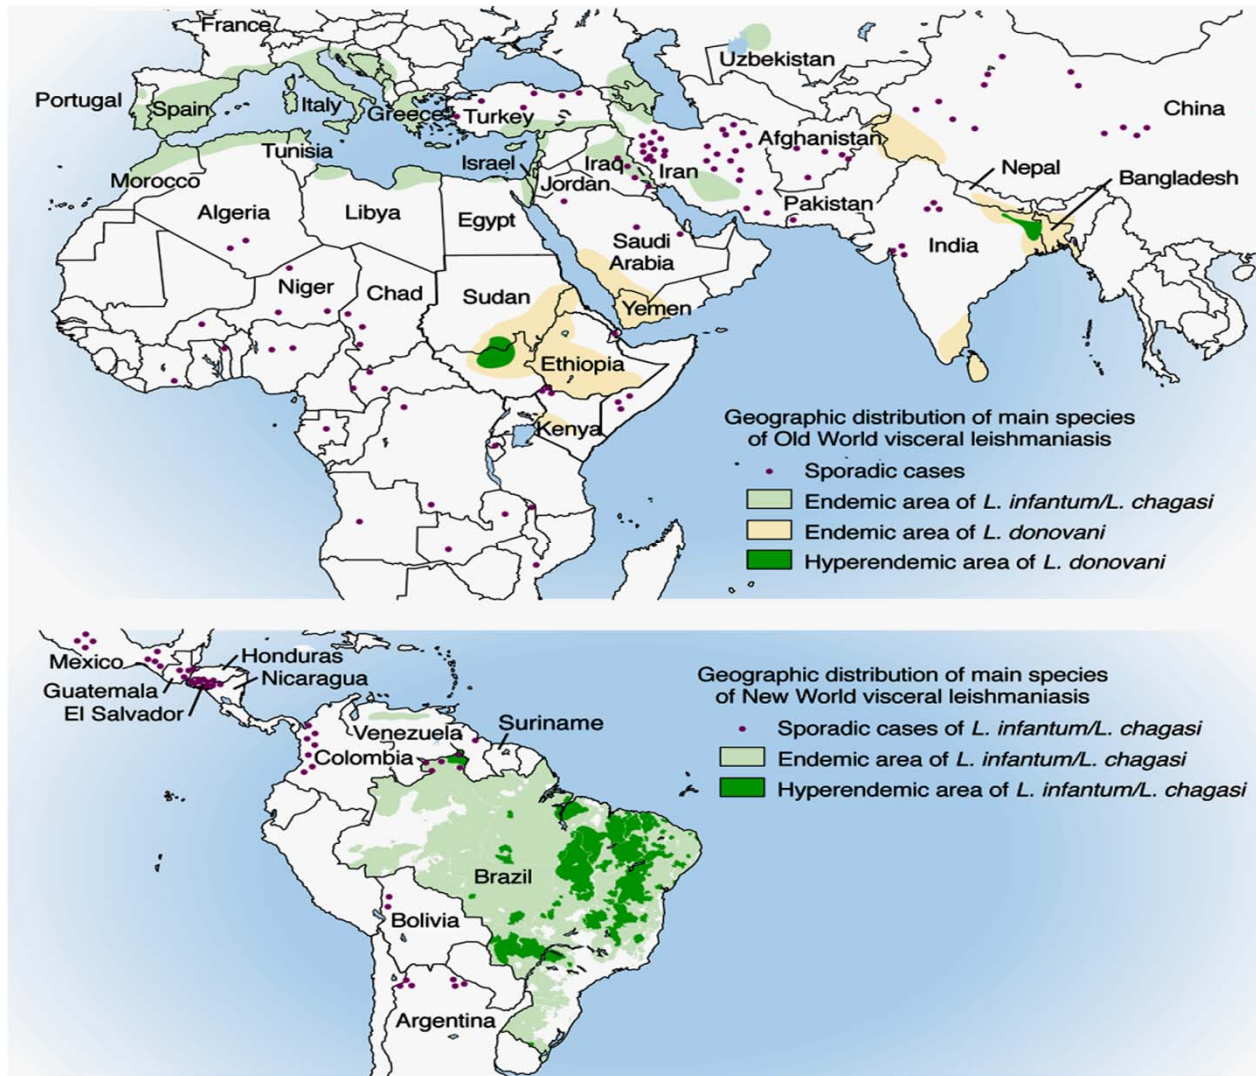 France
Uzbekistan
Portugal
Spain
Italy
Greece
Turkey
China
Afghanistan
Tunisia
Israel
Iraq
Iran
Nepal
Morocco
Jordan
Bangladesh
Algeria
Libya
Egypt
Pakistan
India
Saudi
Arabia
Niger
Chad
Sudan
Yemen
Ethiopia
Kenya
Geographic distribution of main species
of Old World visceral leishmaniasis
Sporadic cases
Endemic area of L. infantum/L. chagasi
Endemic area of L. donovani
Hyperendemic area of L. donovani
Mexico
Honduras
Guatemala
Nicaragua
El Salvador
Venezuela
Suriname
Colombia
Brazil
Bolivia
Argentina
Geographic distribution of main species
of New World visceral leishmaniasis
Sporadic cases of L. infantum/L. chagasi
Endemic area of L. infantum/L. chagasi
Hyperendemic area of L. infantum/L. chagasi